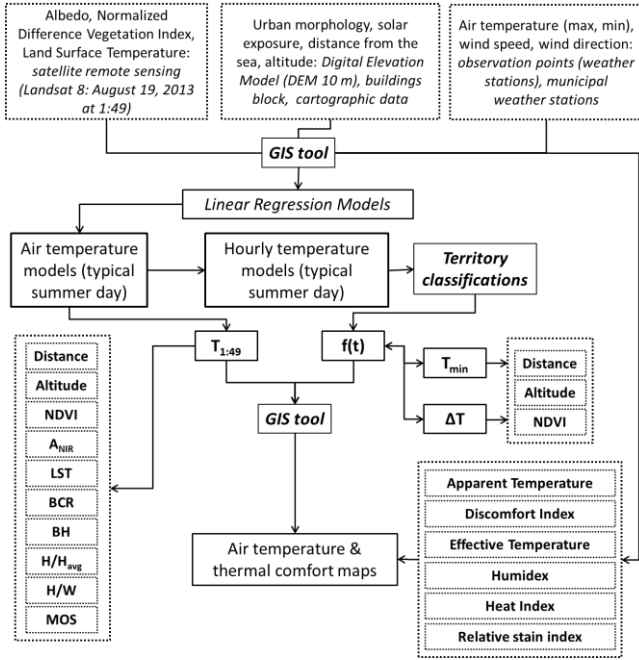 Albedo, Normalized
Difference Vegetation Index,
Land Surface Temperature:
satellite remote sensing
(Landsat 8: August 19, 2013
at 1:49)
Urban morphology, solar
exposure, distance from the
sea, altitude: Digital Elevation
Model (DEM 10 m), buildings
block, cartographic data
Air temperature (max, min),
wind speed, wind direction:
observation points (weather
stations), municipal
weather stations
GIS tool
Linear Regression Models
Air temperature
models (typical
summer day)
Hourly temperature
models (typical
summer day)
Territory
classifications
T1:49
f(t)
Tmin
ΔT
Distance
Altitude
NDVI
GIS tool
Distance
Altitude
NDVI
ANIR
LST
BCR
BH
H/Havg
H/W
MOS
Air temperature &
thermal comfort maps
Apparent Temperature
Discomfort Index
Effective Temperature
Humidex
Heat Index
Relative stain index